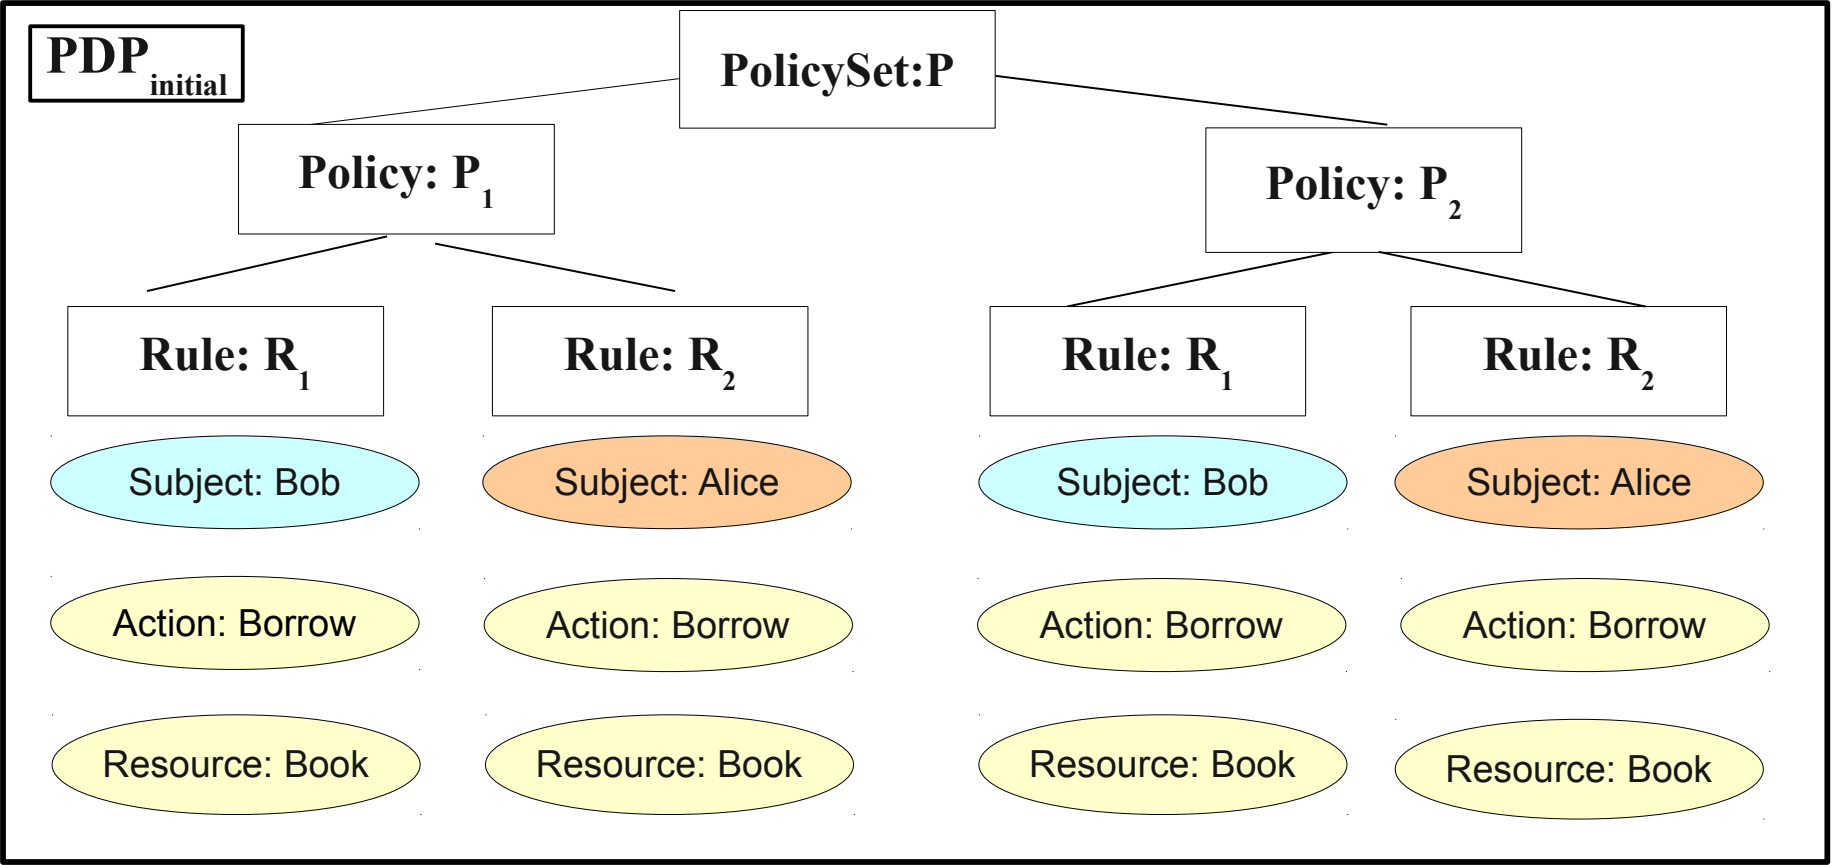 PDP initial
PolicySet:P
Policy: P1
Policy: P2
Rule: R1
Rule: R2
Rule: R1
Rule: R2
Subject: Bob
Subject: Alice
Subject: Bob
Subject: Alice
Action: Borrow
Action: Borrow
Action: Borrow
Action: Borrow
Resource: Book
Resource: Book
Resource: Book
Resource: Book